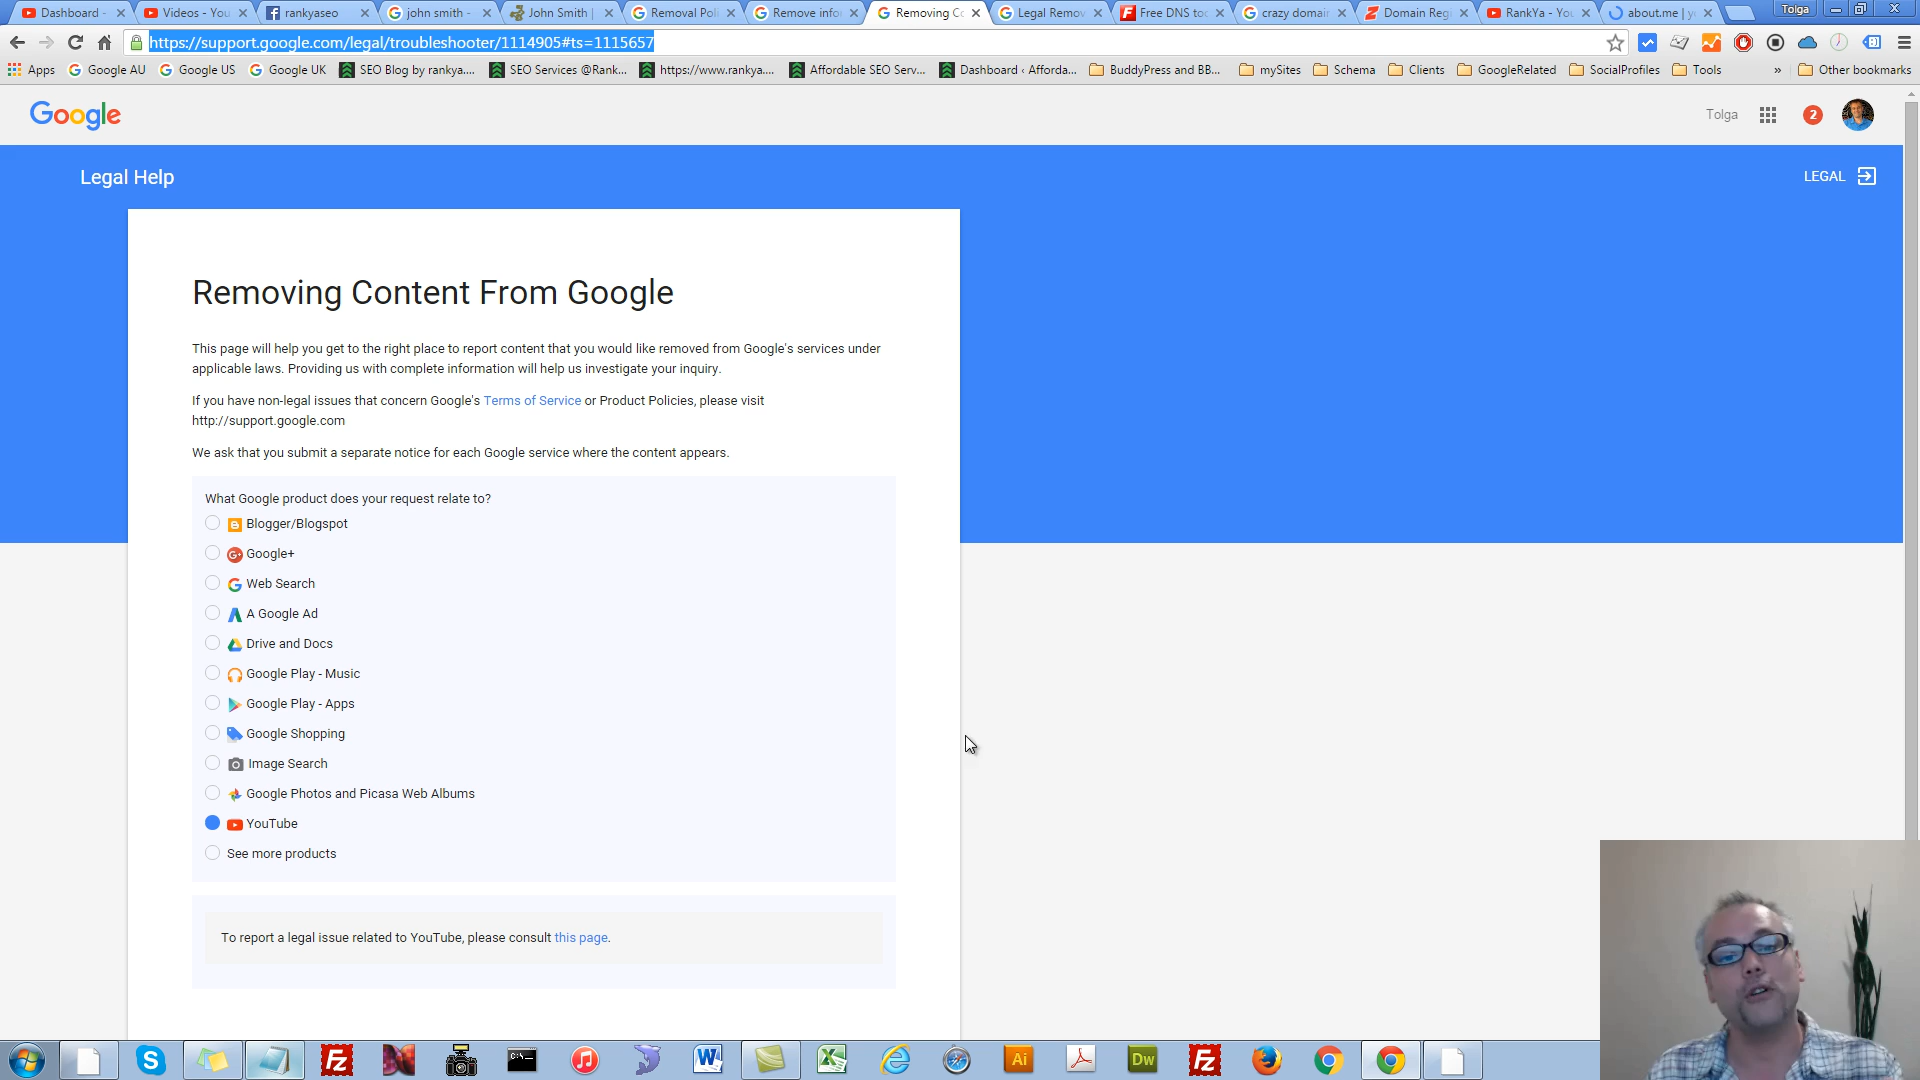 Dashboard -
Videos - You
rankyaseo
john smith -
John Smith |
Removal Poli
Remove infor
Removing Co
Legal Remov
Free DNS too
crazy domain
Domain Regi
RankYa - You
about.me | y
Tolga
https://support.google.com/legal/troubleshooter/1114905#ts=1115657
Apps
Google AU
Google US
Google UK
SEO Blog by rankya....
SEO Services @Rank...
https://www.rankya....
Affordable SEO Serv...
Dashboard ‹ Afforda...
BuddyPress and BB...
mySites
Schema
Clients
GoogleRelated
SocialProfiles
Tools
»
Other bookmarks
Google
Tolga
2
Legal Help
LEGAL
Removing Content From Google
This page will help you get to the right place to report content that you would like removed from Google's services under
applicable laws. Providing us with complete information will help us investigate your inquiry.
If you have non-legal issues that concern Google's Terms of Service or Product Policies, please visit
http://support.google.com
We ask that you submit a separate notice for each Google service where the content appears.
What Google product does your request relate to?
Blogger/Blogspot
Google+
Web Search
A Google Ad
Drive and Docs
Google Play - Music
Google Play - Apps
Google Shopping
Image Search
Google Photos and Picasa Web Albums
YouTube
See more products
To report a legal issue related to YouTube, please consult this page.
Fz
C:\_
Ai
Dw
Fz